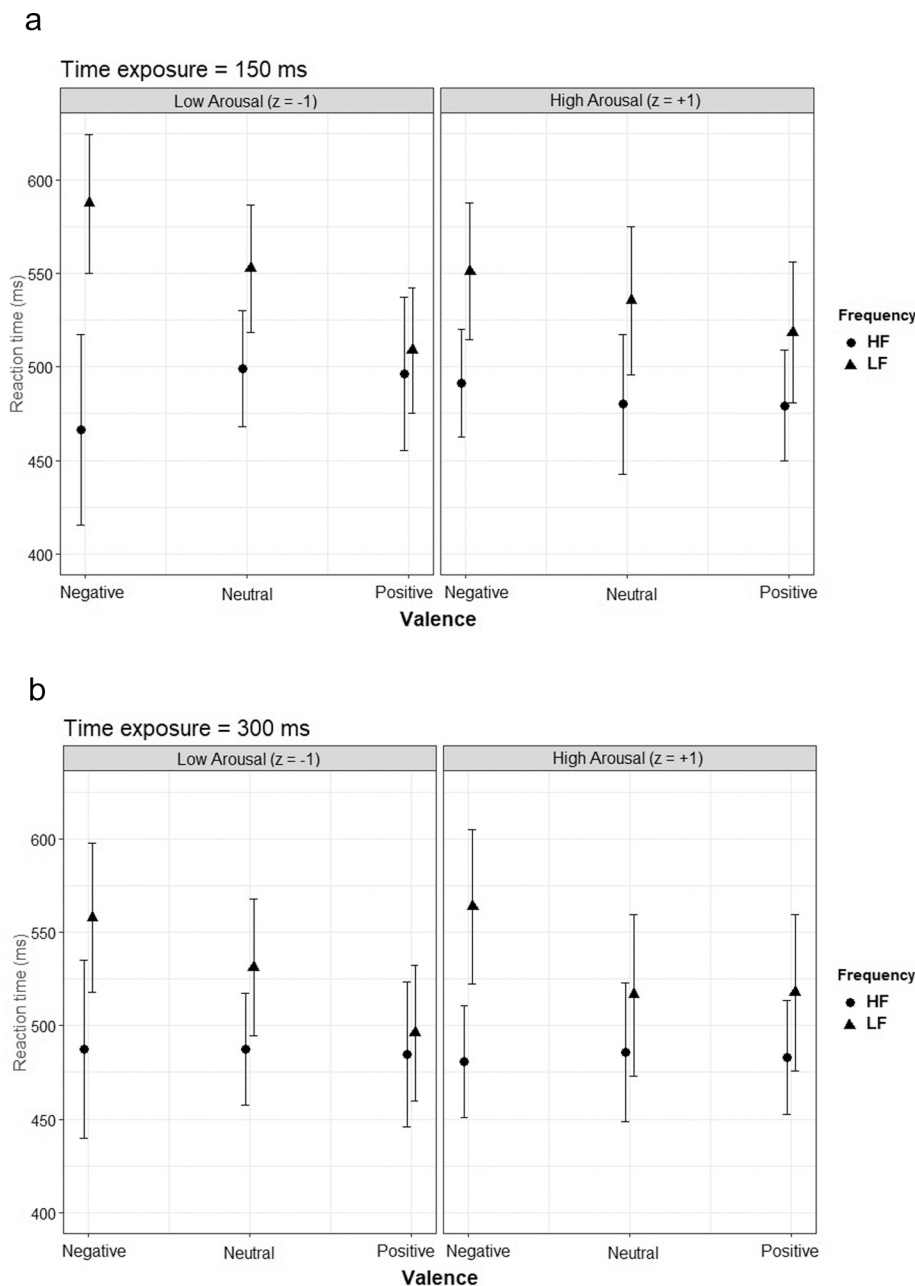 a
Time exposure = 150 ms
Low Arousal (z = -1)
High Arousal (z = +1)
600
550
500
450
400
Reaction time (ms)
Negative
Neutral
Positive
Negative
Neutral
Positive
Valence
Frequency
HF
LF
b
Time exposure = 300 ms
Low Arousal (z = -1)
High Arousal (z = +1)
600
550
500
450
400
Reaction time (ms)
Negative
Neutral
Positive
Negative
Neutral
Positive
Valence
Frequency
HF
LF